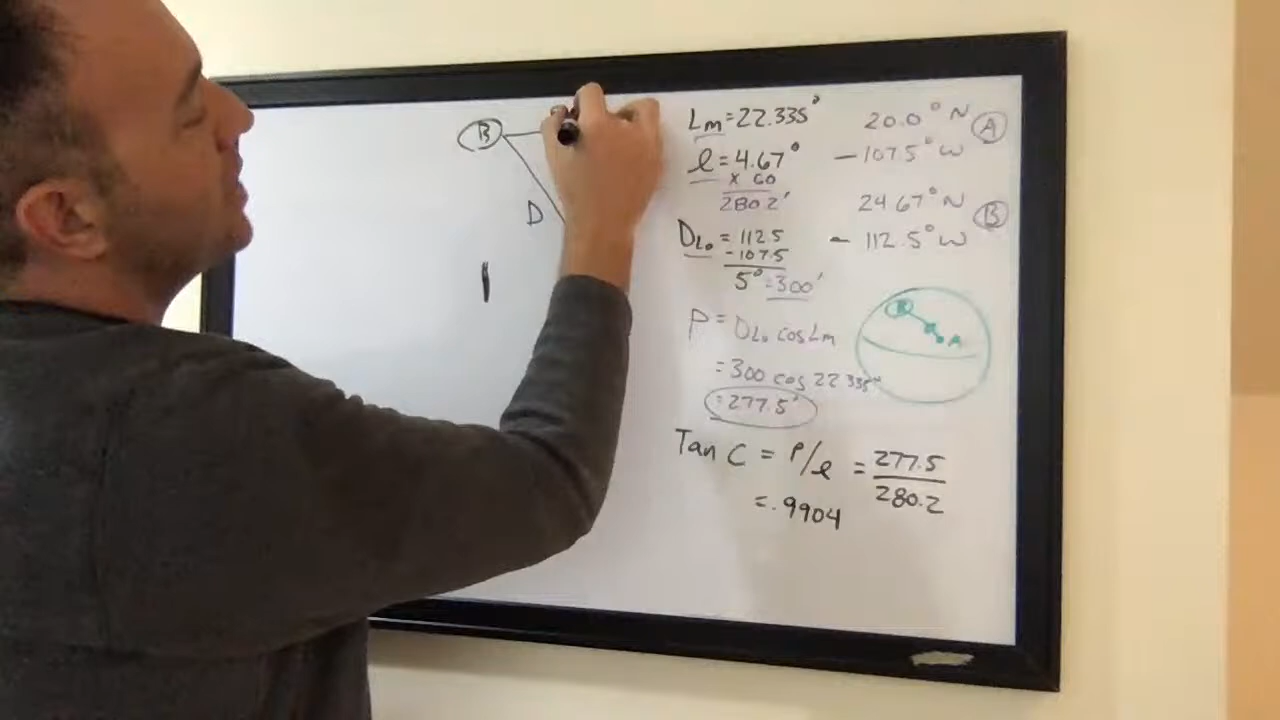 B
D
Lm = 22.335°
l = 4.67°
x 60
280.2'
DLo = 112.5
-107.5
5° = 300'
P = DLo cos Lm
= 300 cos 22.335°
= 277.5'
Tan C = P/l = 277.5
280.2
= .9904
20.0° N A
- 107.5° W
24.67° N B
- 112.5° W
B
A